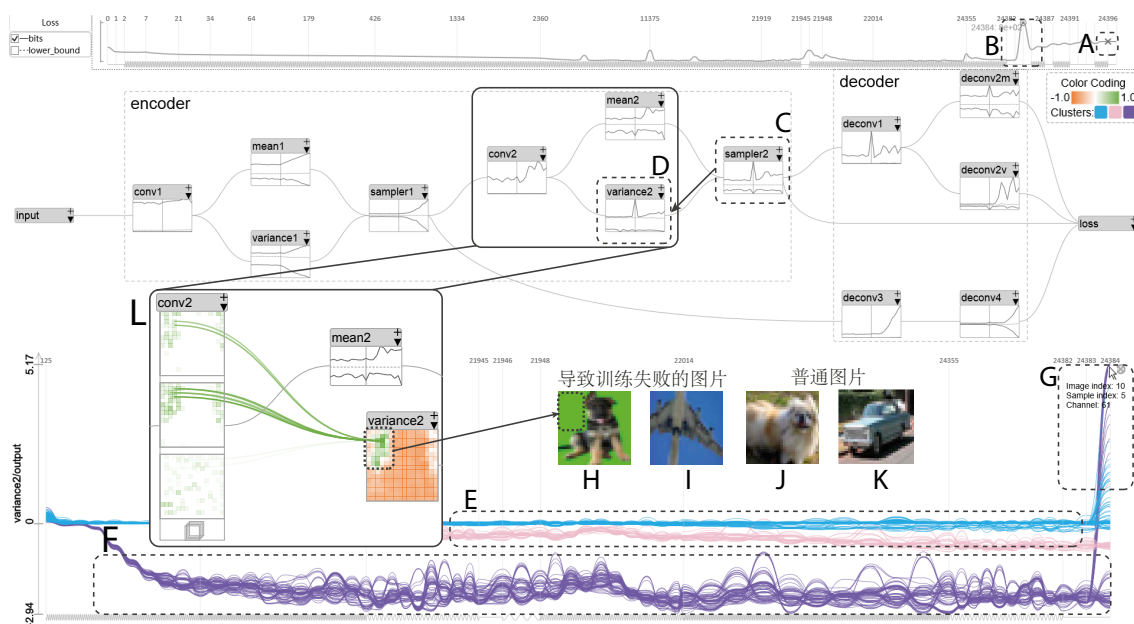 Loss
bits
lower_bound
0 1 2 7 21 34 64 179 426 1334 2360 11375 21919 21945 21948 22014 24355 24382 24387 24391 24396
B
A
encoder
decoder
Color Coding
-1.0 1.0
Clusters:
mean2
deconv2m
mean1
conv2
C
deconv1
conv1
D
sampler2
sampler1
variance2
deconv2v
input
variance1
loss
L
conv2
deconv3
deconv4
mean2
5.17
125 21945 21946 21948 22014 24355 24382 24383 24384
导致训练失败的图片
普通图片
G
Image index: 10
Sample index: 5
Channel: 61
variance2
H
I
J
K
variance2/output
E
0
F
-2.94